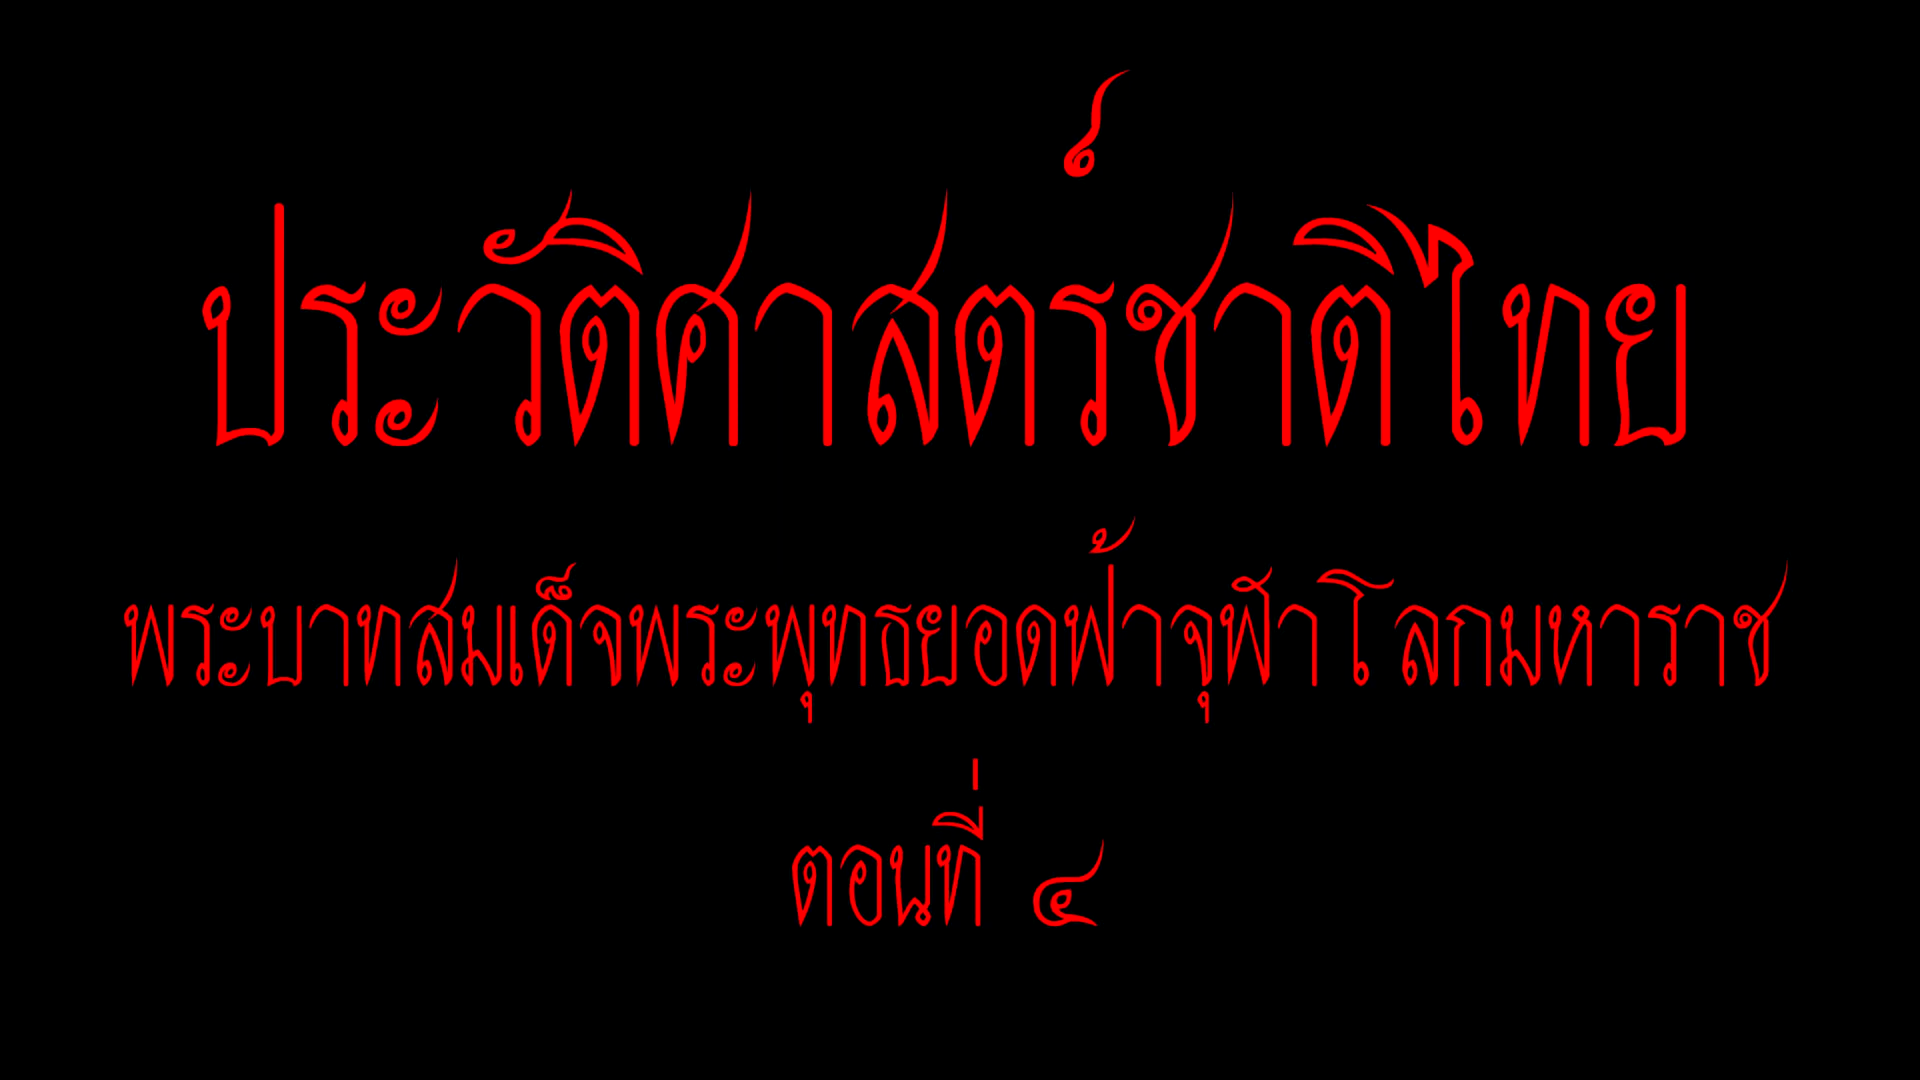 ประวัติศาสตร์ชาติไทย
พระบาทสมเด็จพระพุทธยอดฟ้าจุฬาโลกมหาราช
ตอนที่ ๔